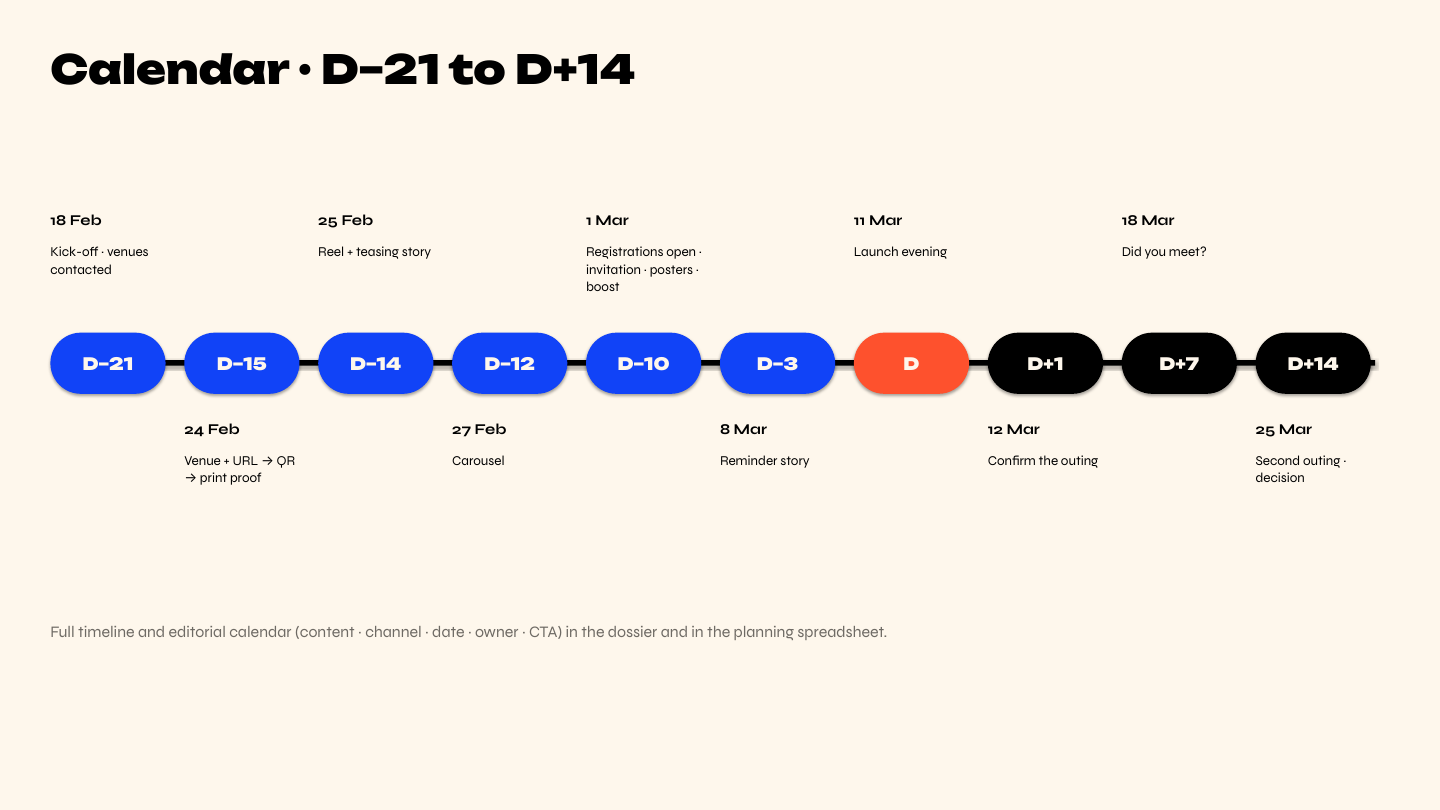 Calendar · D−21 to D+14
18 Feb
Kick-off · venues
contacted
25 Feb
Reel + teasing story
1 Mar
Registrations open ·
invitation · posters ·
boost
11 Mar
Launch evening
18 Mar
Did you meet?
D−21
D−15
D−14
D−12
D−10
D−3
D
D+1
D+7
D+14
24 Feb
Venue + URL → QR
→ print proof
27 Feb
Carousel
8 Mar
Reminder story
12 Mar
Confirm the outing
25 Mar
Second outing ·
decision
Full timeline and editorial calendar (content · channel · date · owner · CTA) in the dossier and in the planning spreadsheet.